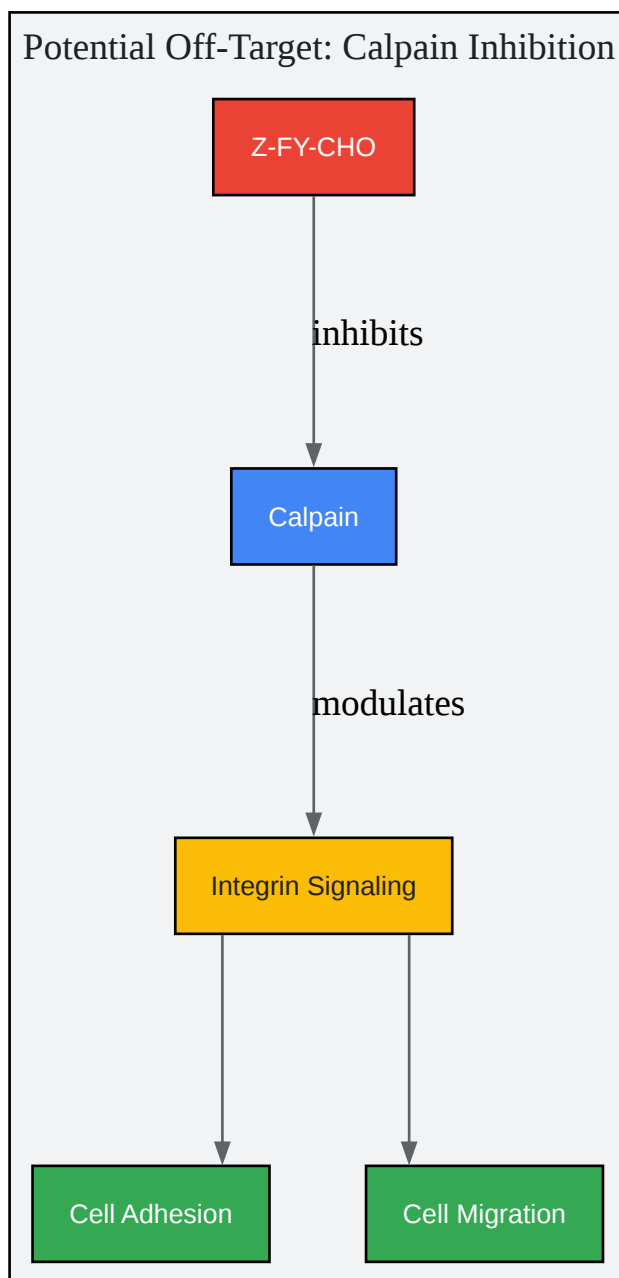 Potential Off-Target: Calpain Inhibition
Z-FY-CHO
inhibits
Calpain
modulates
Integrin Signaling
Cell Adhesion
Cell Migration